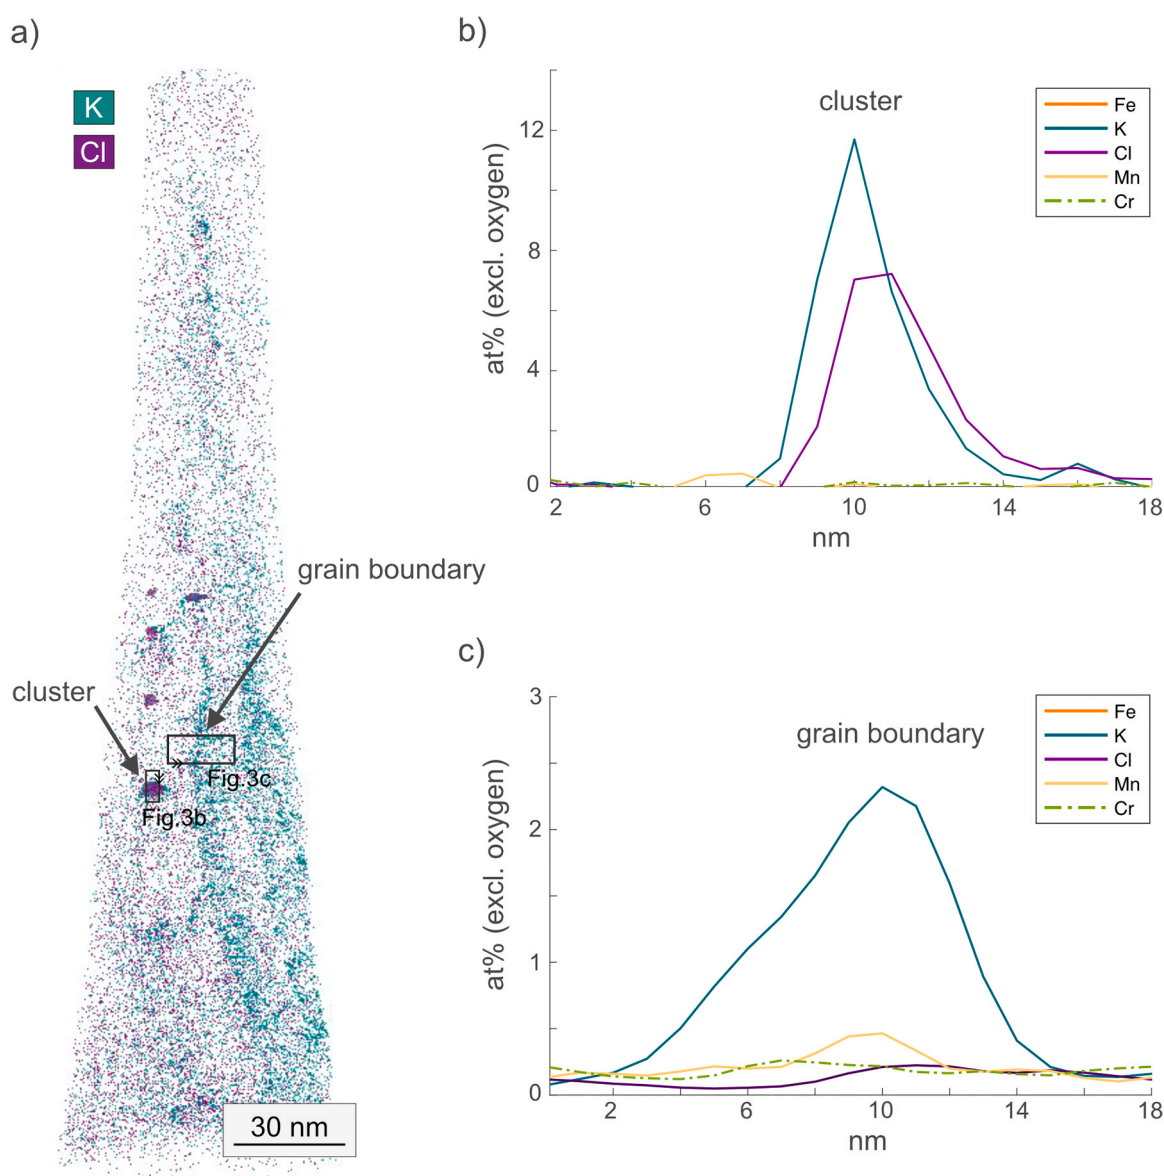 a)
K
Cl
grain boundary
cluster
Fig.3c
Fig.3b
30 nm
b)
cluster
at% (excl. oxygen)
12
8
4
0
2
6
10
14
18
nm
Fe
K
Cl
Mn
Cr
c)
grain boundary
at% (excl. oxygen)
3
2
1
0
2
6
10
14
18
nm
Fe
K
Cl
Mn
Cr